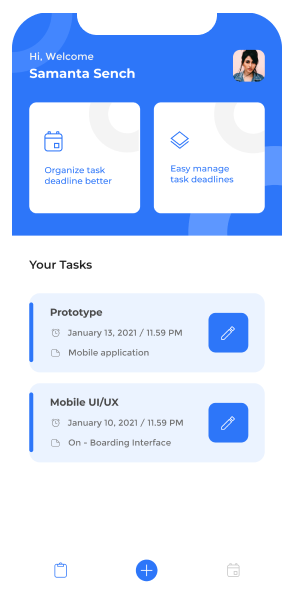 Hi, Welcome
Samanta Sench
Organize task
deadline better
Easy manage
task deadlines
Your Tasks
Prototype
January 13, 2021 / 11.59 PM
Mobile application
Mobile UI/UX
January 10, 2021 / 11.59 PM
On - Boarding Interface